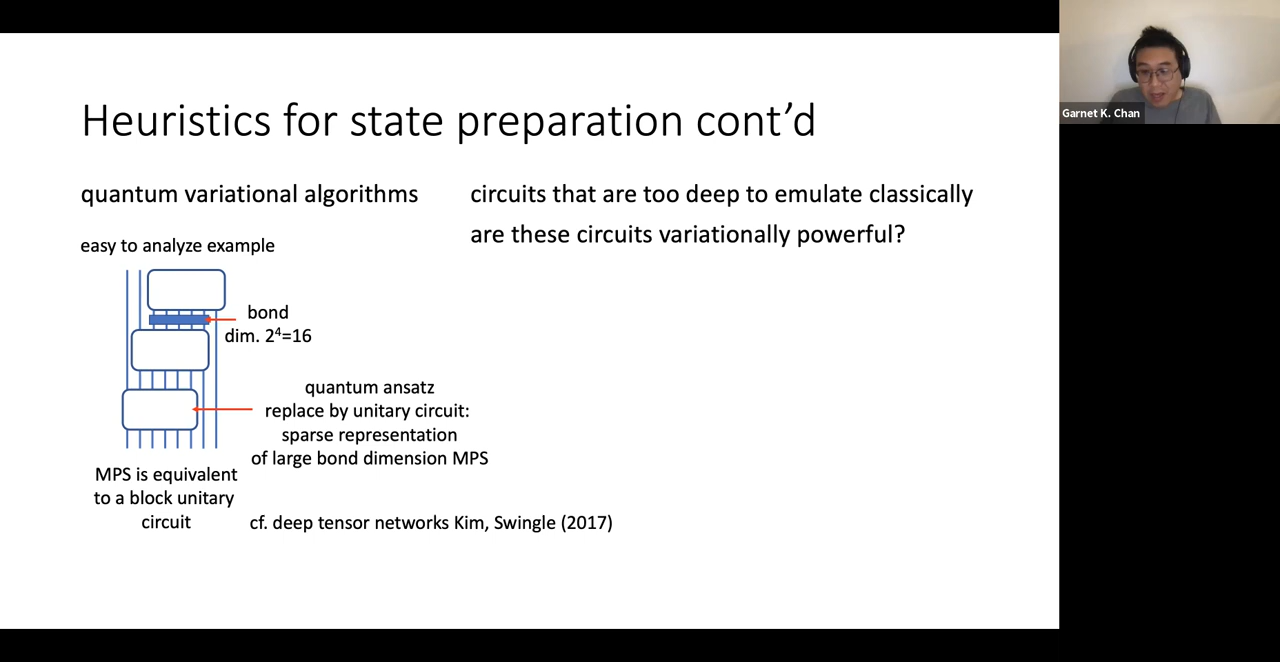 Heuristics for state preparation cont’d
quantum variational algorithms
circuits that are too deep to emulate classically
are these circuits variationally powerful?
easy to analyze example
bond
dim. 2⁴=16
quantum ansatz
replace by unitary circuit:
sparse representation
of large bond dimension MPS
MPS is equivalent
to a block unitary
circuit
cf. deep tensor networks Kim, Swingle (2017)
Garnet K. Chan